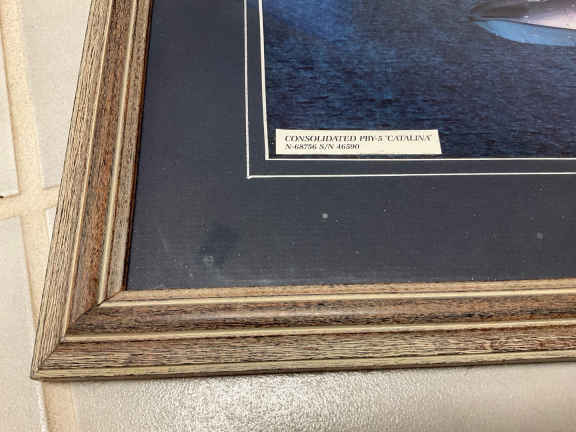 CONSOLIDATED PBY-5 "CATALINA"
N-68756 S/N 46590